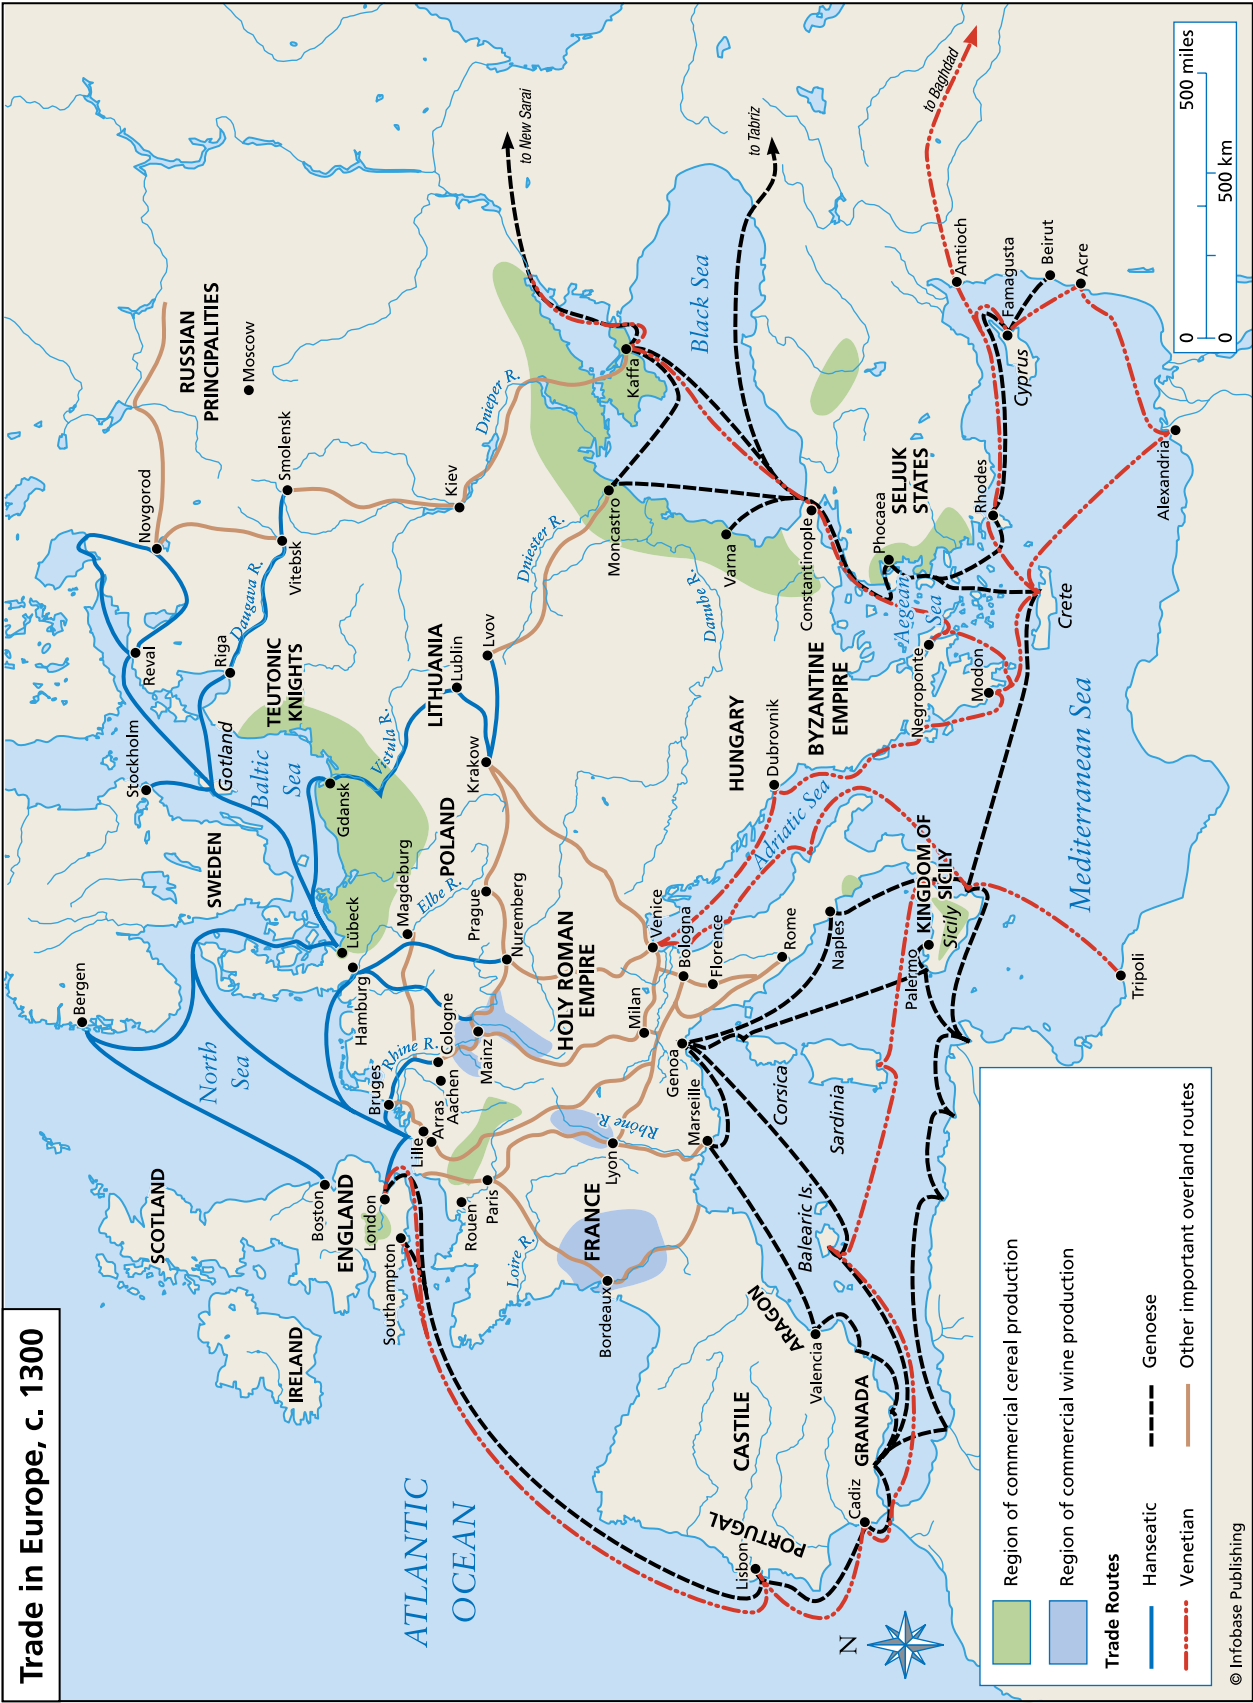 Trade in Europe, c. 1300
Bergen
Stockholm
Reval
Novgorod
RUSSIAN
PRINCIPALITIES
Moscow
Smolensk
Vitebsk
Daugava R.
Riga
TEUTONIC
KNIGHTS
Gotland
Baltic
Sea
SWEDEN
North
Sea
SCOTLAND
IRELAND
ENGLAND
Boston
London
Southampton
ATLANTIC
OCEAN
Lübeck
Hamburg
Gdansk
Vistula R.
LITHUANIA
Lublin
Lvov
Krakow
POLAND
Magdeburg
Elbe R.
Prague
Nuremberg
Kiev
Dnieper R.
Dniester R.
to New Sarai
Bruges
Rhine R.
Cologne
Mainz
Aachen
Arras
Lille
Rouen
Paris
Loire R.
FRANCE
Bordeaux
Lyon
Rhône R.
HOLY ROMAN
EMPIRE
Milan
Venice
Bologna
Florence
Genoa
Marseille
Rome
Naples
HUNGARY
Dubrovnik
Adriatic Sea
BYZANTINE
EMPIRE
Danube R.
Moncastro
Varna
Constantinople
Kaffa
Black Sea
to Tabriz
to Baghdad
SELJUK
STATES
Phocaea
Aegean
Sea
Negroponte
Modon
Rhodes
Crete
Cyprus
Famagusta
Antioch
Beirut
Acre
Alexandria
Mediterranean Sea
KINGDOM OF
SICILY
Sicily
Palermo
Tripoli
Corsica
Sardinia
Balearic Is.
ARAGON
Valencia
CASTILE
GRANADA
PORTUGAL
Lisbon
Cadiz
N
Region of commercial cereal production
Region of commercial wine production
Trade Routes
Hanseatic
Genoese
Venetian
Other important overland routes
0 500 miles
0 500 km
© Infobase Publishing